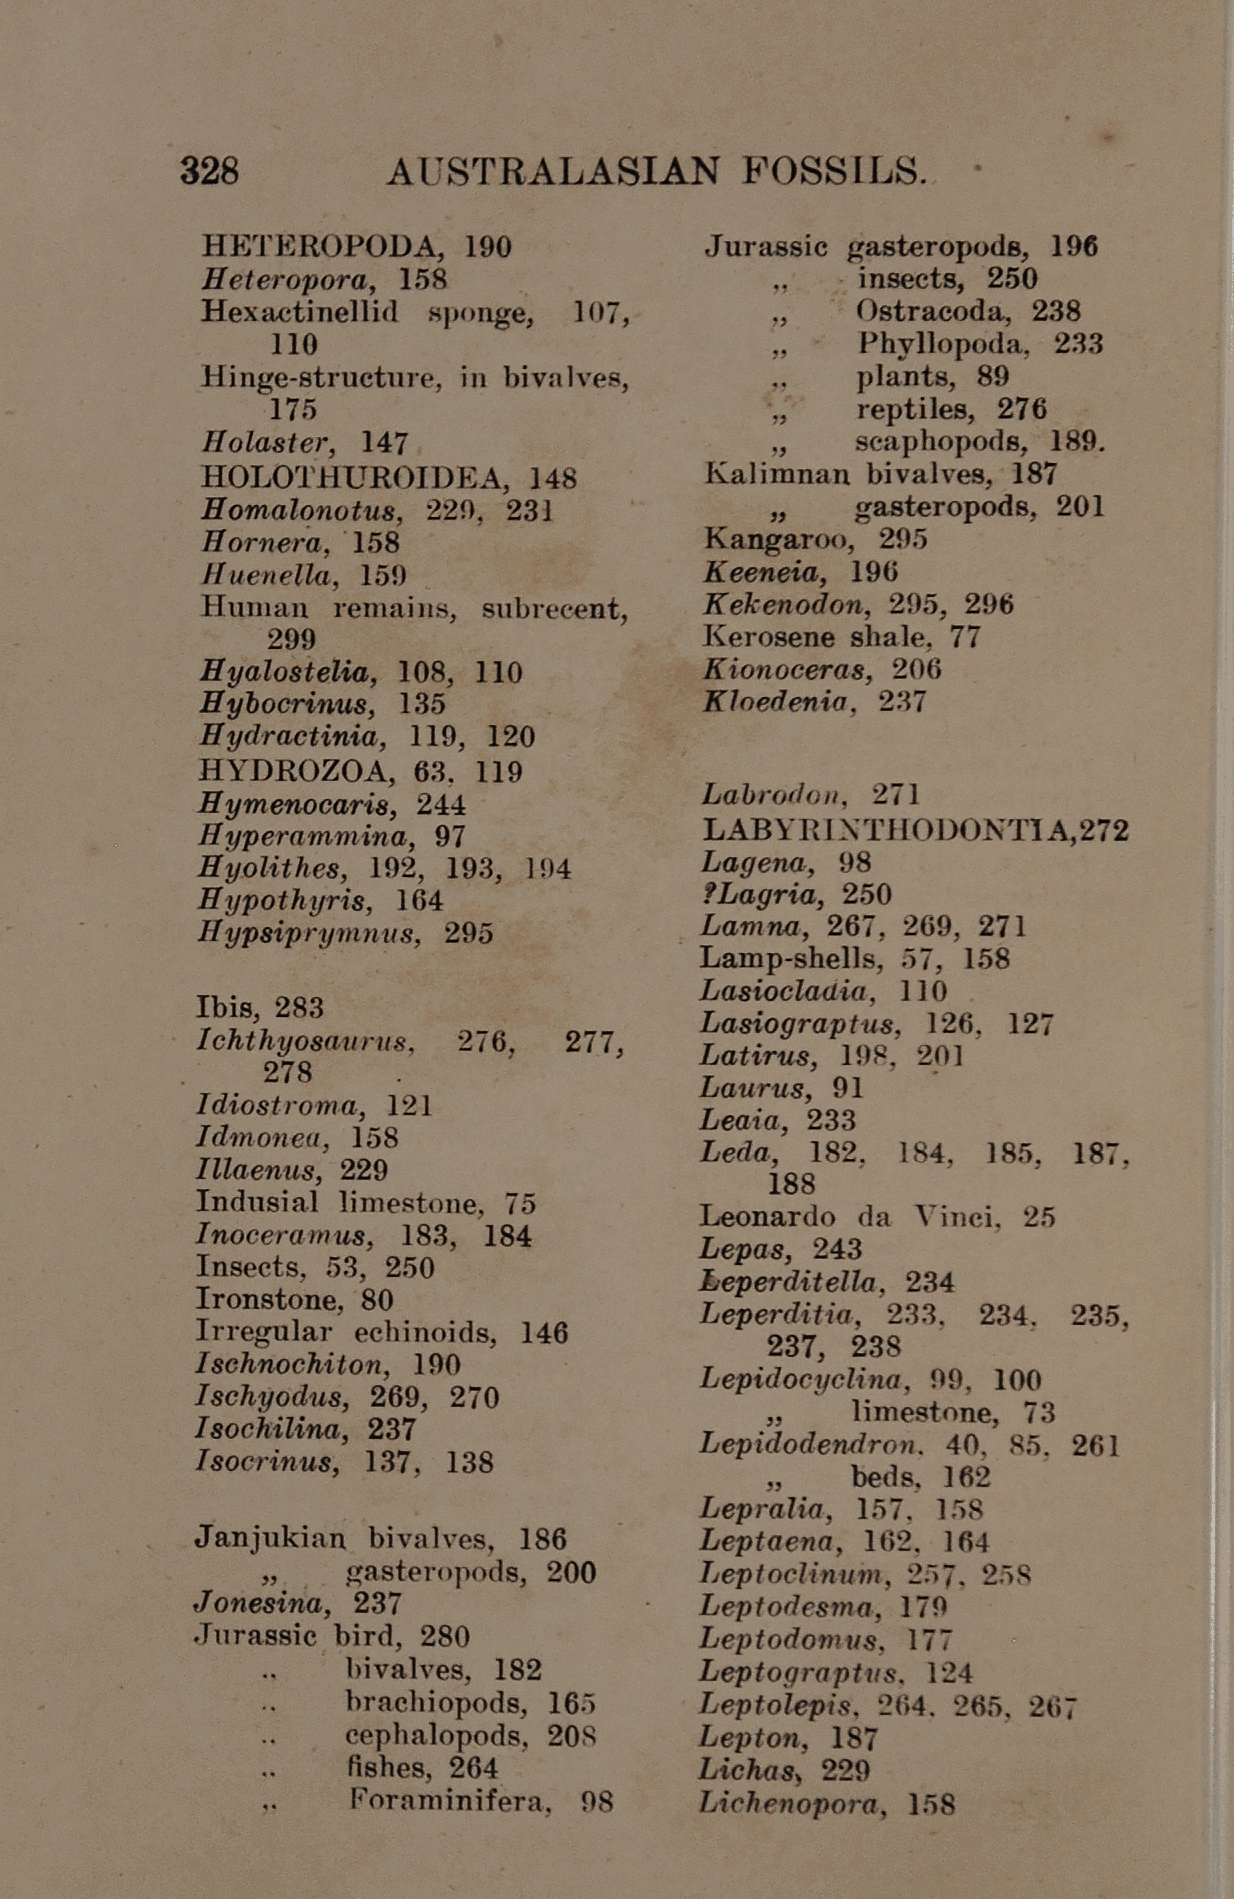 328 AUSTRALASIAN FOSSILS.
HETEROPODA, 190
Heteropora, 158
Hexactinellid sponge, 107,
110
Hinge-structure, in bivalves,
175
Holaster, 147
HOLOTHUROIDEA, 148
Homalonotus, 229, 231
Hornera, 158
Huenella, 159
Human remains, subrecent,
299
Hyalostelia, 108, 110
Hybocrinus, 135
Hydractinia, 119, 120
HYDROZOA, 63, 119
Hymenocaris, 244
Hyperammina, 97
Hyolithes, 192, 193, 194
Hypothyris, 164
Hypsiprymnus, 295
Ibis, 283
Ichthyosaurus, 276, 277,
278
Idiostroma, 121
Idmonea, 158
Illaenus, 229
Indusial limestone, 75
Inoceramus, 183, 184
Insects, 53, 250
Ironstone, 80
Irregular echinoids, 146
Ischnochiton, 190
Ischyodus, 269, 270
Isochilina, 237
Isocrinus, 137, 138
Janjukian bivalves, 186
„ gasteropods, 200
Jonesina, 237
Jurassic bird, 280
„ bivalves, 182
„ brachiopods, 165
„ cephalopods, 208
„ fishes, 264
„ Foraminifera, 98
Jurassic gasteropods, 196
„ insects, 250
„ Ostracoda, 238
„ Phyllopoda, 233
„ plants, 89
„ reptiles, 276
„ scaphopods, 189.
Kalimnan bivalves, 187
„ gasteropods, 201
Kangaroo, 295
Keeneia, 196
Kekenodon, 295, 296
Kerosene shale, 77
Kionoceras, 206
Kloedenia, 237
Labrodon, 271
LABYRINTHODONTIA,272
Lagena, 98
?Lagria, 250
Lamna, 267, 269, 271
Lamp-shells, 57, 158
Lasiocladia, 110
Lasiograptus, 126, 127
Latirus, 198, 201
Laurus, 91
Leaia, 233
Leda, 182, 184, 185, 187,
188
Leonardo da Vinci, 25
Lepas, 243
Leperditella, 234
Leperditia, 233, 234, 235,
237, 238
Lepidocyclina, 99, 100
„ limestone, 73
Lepidodendron, 40, 85, 261
„ beds, 162
Lepralia, 157, 158
Leptaena, 162, 164
Leptoclinum, 257, 258
Leptodesma, 179
Leptodomus, 177
Leptograptus, 124
Leptolepis, 264, 265, 267
Lepton, 187
Lichas, 229
Lichenopora, 158